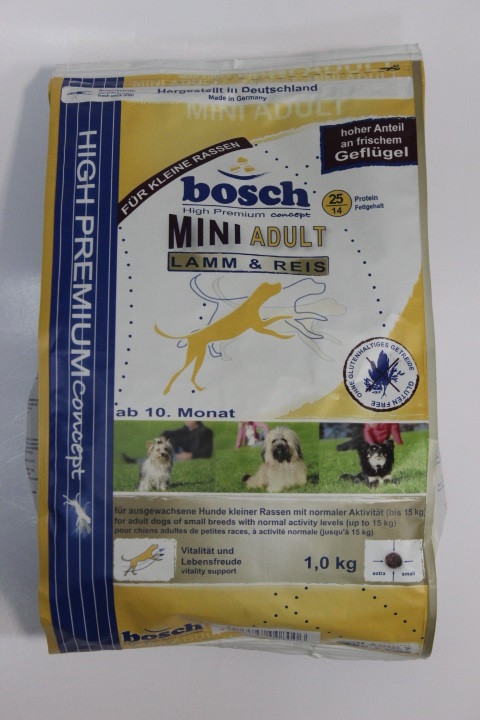 MINI ADULT
Hergestellt in Deutschland
Made in Germany
MINI ADULT
hoher Anteil
an frischem
Geflügel
FÜR KLEINE RASSEN
bosch
High Premium concept
25
14
Protein
Fettgehalt
MINI ADULT
LAMM & REIS
HIGH PREMIUM concept
OHNE GLUTENHALTIGES GETREIDE
GLUTEN FREE
ab 10. Monat
für ausgewachsene Hunde kleiner Rassen mit normaler Aktivität (bis 15 kg)
for adult dogs of small breeds with normal activity levels (up to 15 kg)
pour chiens adultes de petites races, à activité normale (jusqu'à 15 kg)
Vitalität und
Lebensfreude
vitality support
1,0 kg
extra small
bosch